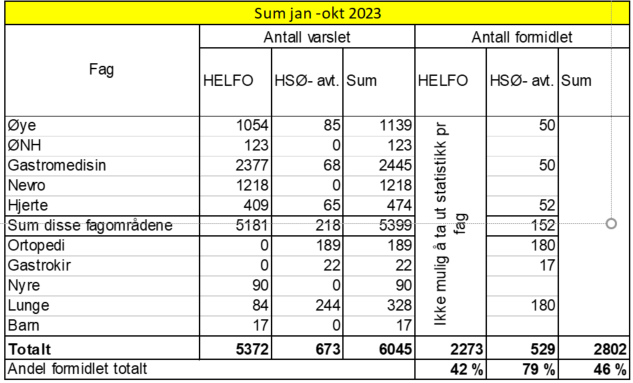 Sum jan -okt 2023
Antall varslet Antall formidlet
Fag HELFO HSØ- avt. Sum HELFO HSØ- avt. Sum
Ikke mulig å ta ut statistikk pr
fag
Øye 1054 85 1139 50
ØNH 123 0 123
Gastromedisin 2377 68 2445 50
Nevro 1218 0 1218
Hjerte 409 65 474 52
Sum disse fagområdene 5181 218 5399 152
Ortopedi 0 189 189 180
Gastrokir 0 22 22 17
Nyre 90 0 90
Lunge 84 244 328 180
Barn 17 0 17
Totalt 5372 673 6045 2273 529 2802
Andel formidlet totalt 42 % 79 % 46 %